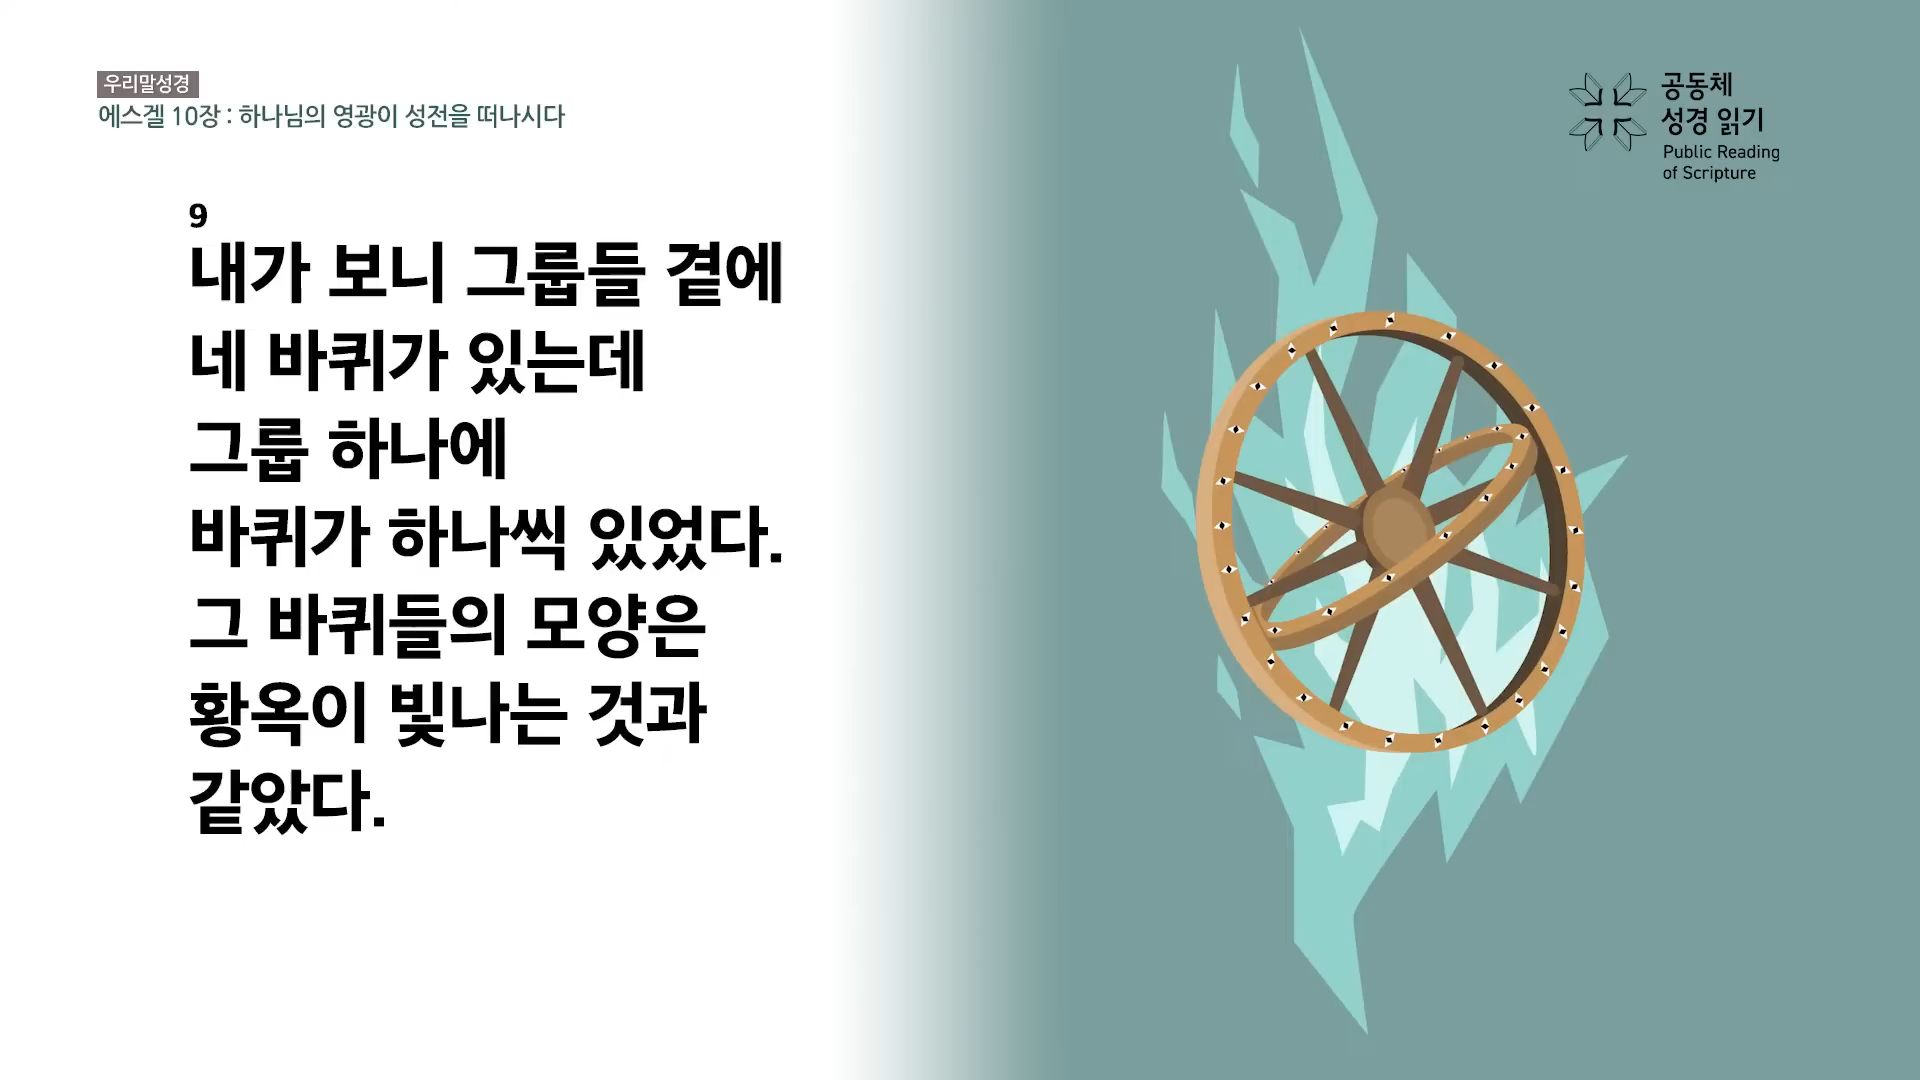 우리말성경
에스겔 10장 : 하나님의 영광이 성전을 떠나시다
공동체
성경 읽기
Public Reading
of Scripture
9
내가 보니 그룹들 곁에
네 바퀴가 있는데
그룹 하나에
바퀴가 하나씩 있었다.
그 바퀴들의 모양은
황옥이 빛나는 것과
같았다.